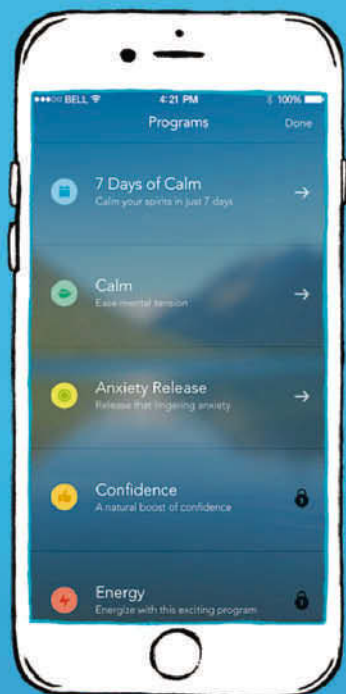 ●●●○○ BELL 4:21 PM 100%
Programs Done
7 Days of Calm
Calm your spirits in just 7 days
Calm
Ease mental tension
Anxiety Release
Release that lingering anxiety
Confidence
A natural boost of confidence
Energy
Energize with this exciting program